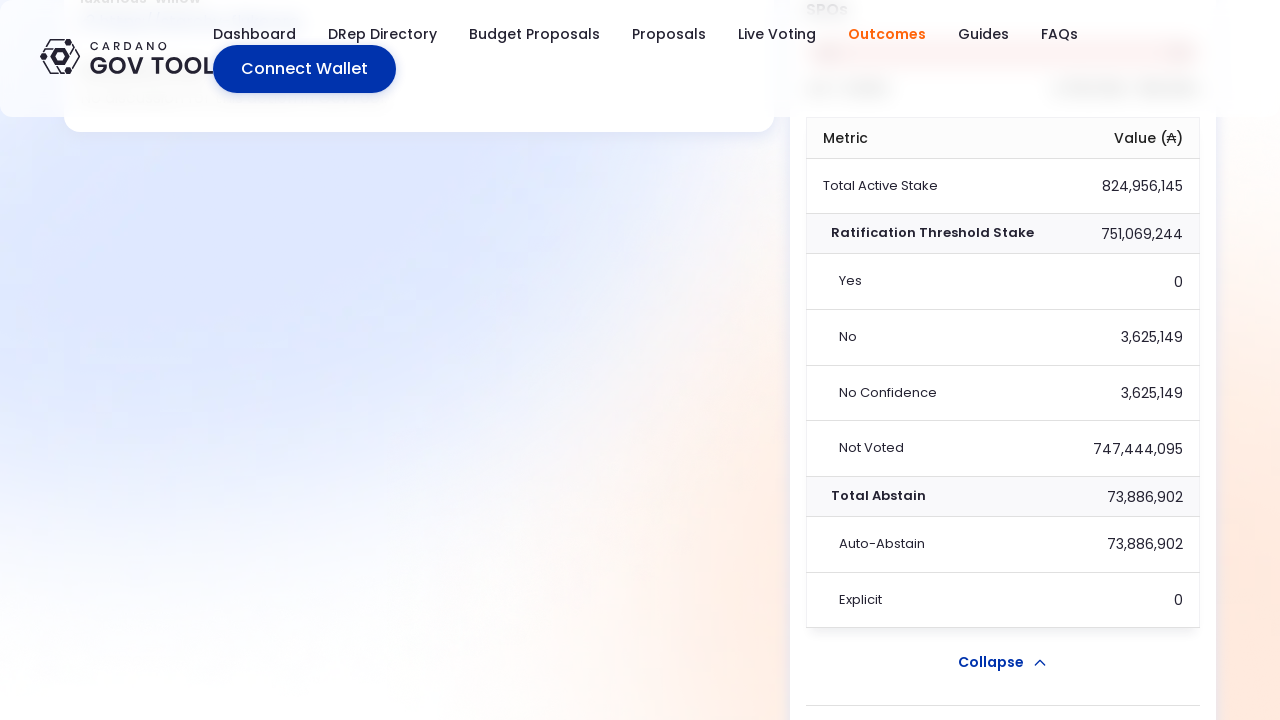 CARDANO
GOV TOOL
Dashboard DRep Directory Budget Proposals Proposals Live Voting Outcomes Guides FAQs
Connect Wallet
SPOs
Metric Value (₳)
Total Active Stake 824,956,145
Ratification Threshold Stake 751,069,244
Yes 0
No 3,625,149
No Confidence 3,625,149
Not Voted 747,444,095
Total Abstain 73,886,902
Auto-Abstain 73,886,902
Explicit 0
Collapse